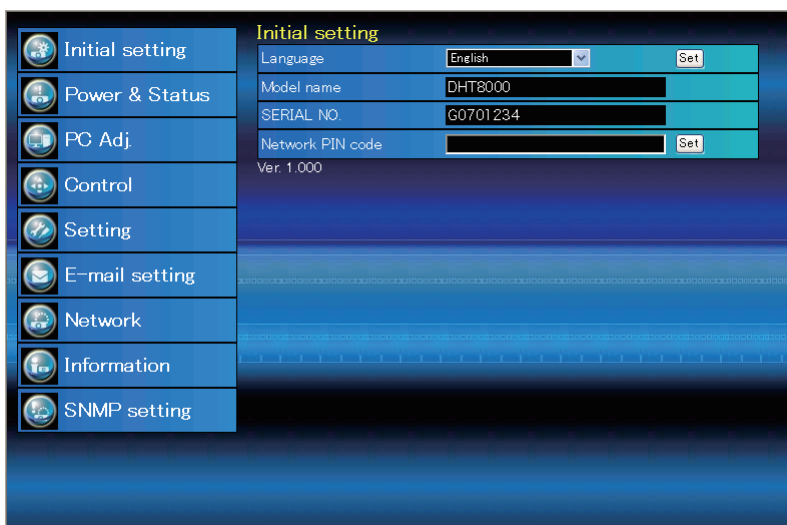 Initial setting
Power & Status
PC Adj.
Control
Setting
E-mail setting
Network
Information
SNMP setting
Initial setting
Language English Set
Model name DHT8000
SERIAL NO. G0701234
Network PIN code Set
Ver. 1.000